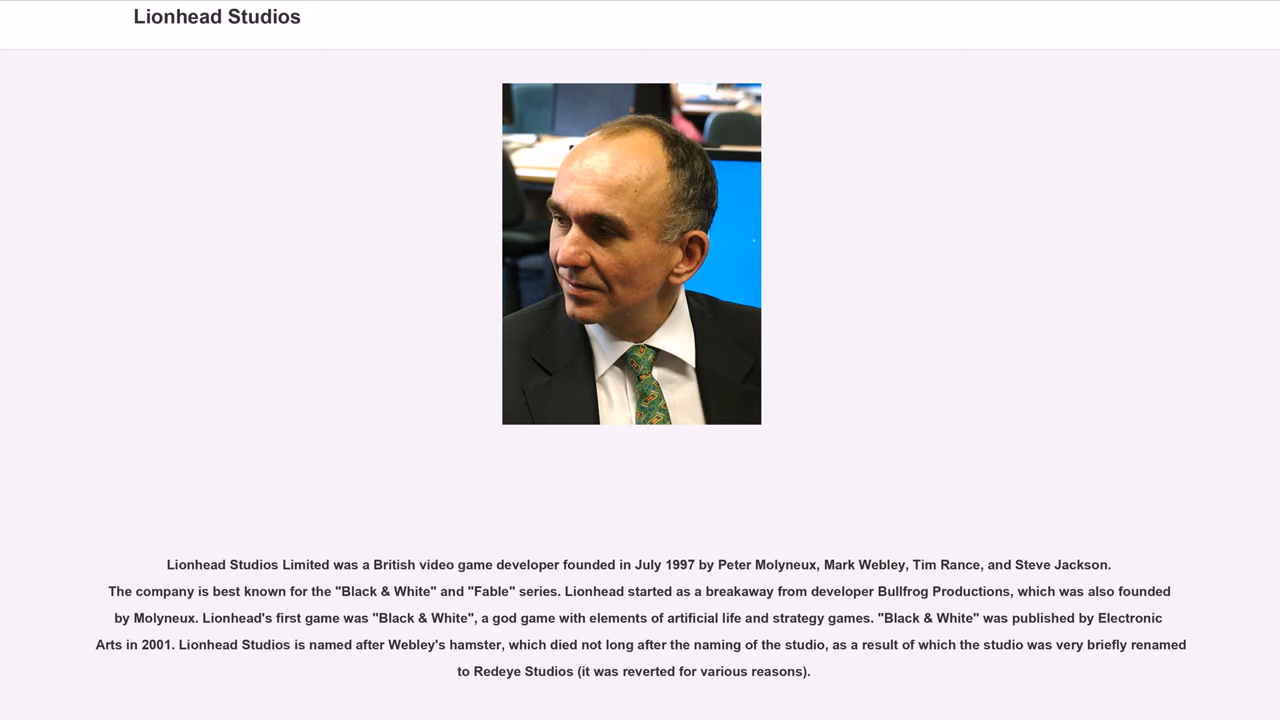 Lionhead Studios
Lionhead Studios Limited was a British video game developer founded in July 1997 by Peter Molyneux, Mark Webley, Tim Rance, and Steve Jackson.
The company is best known for the "Black & White" and "Fable" series. Lionhead started as a breakaway from developer Bullfrog Productions, which was also founded
by Molyneux. Lionhead's first game was "Black & White", a god game with elements of artificial life and strategy games. "Black & White" was published by Electronic
Arts in 2001. Lionhead Studios is named after Webley's hamster, which died not long after the naming of the studio, as a result of which the studio was very briefly renamed
to Redeye Studios (it was reverted for various reasons).